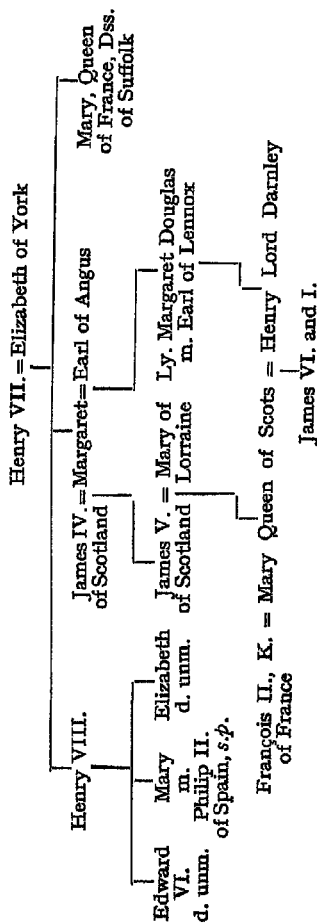 Henry VII. = Elizabeth of York
Henry VIII.
James IV. = Margaret = Earl of Angus
of Scotland
Mary, Queen
of France, Dss.
of Suffolk
Edward
VI.
d. unm.
Mary
m.
Philip II.
of Spain, s.p.
Elizabeth
d. unm.
James V. = Mary of
of Scotland Lorraine
Ly. Margaret Douglas
m. Earl of Lennox
François II., K. = Mary Queen of Scots = Henry Lord Darnley
of France
James VI. and I.